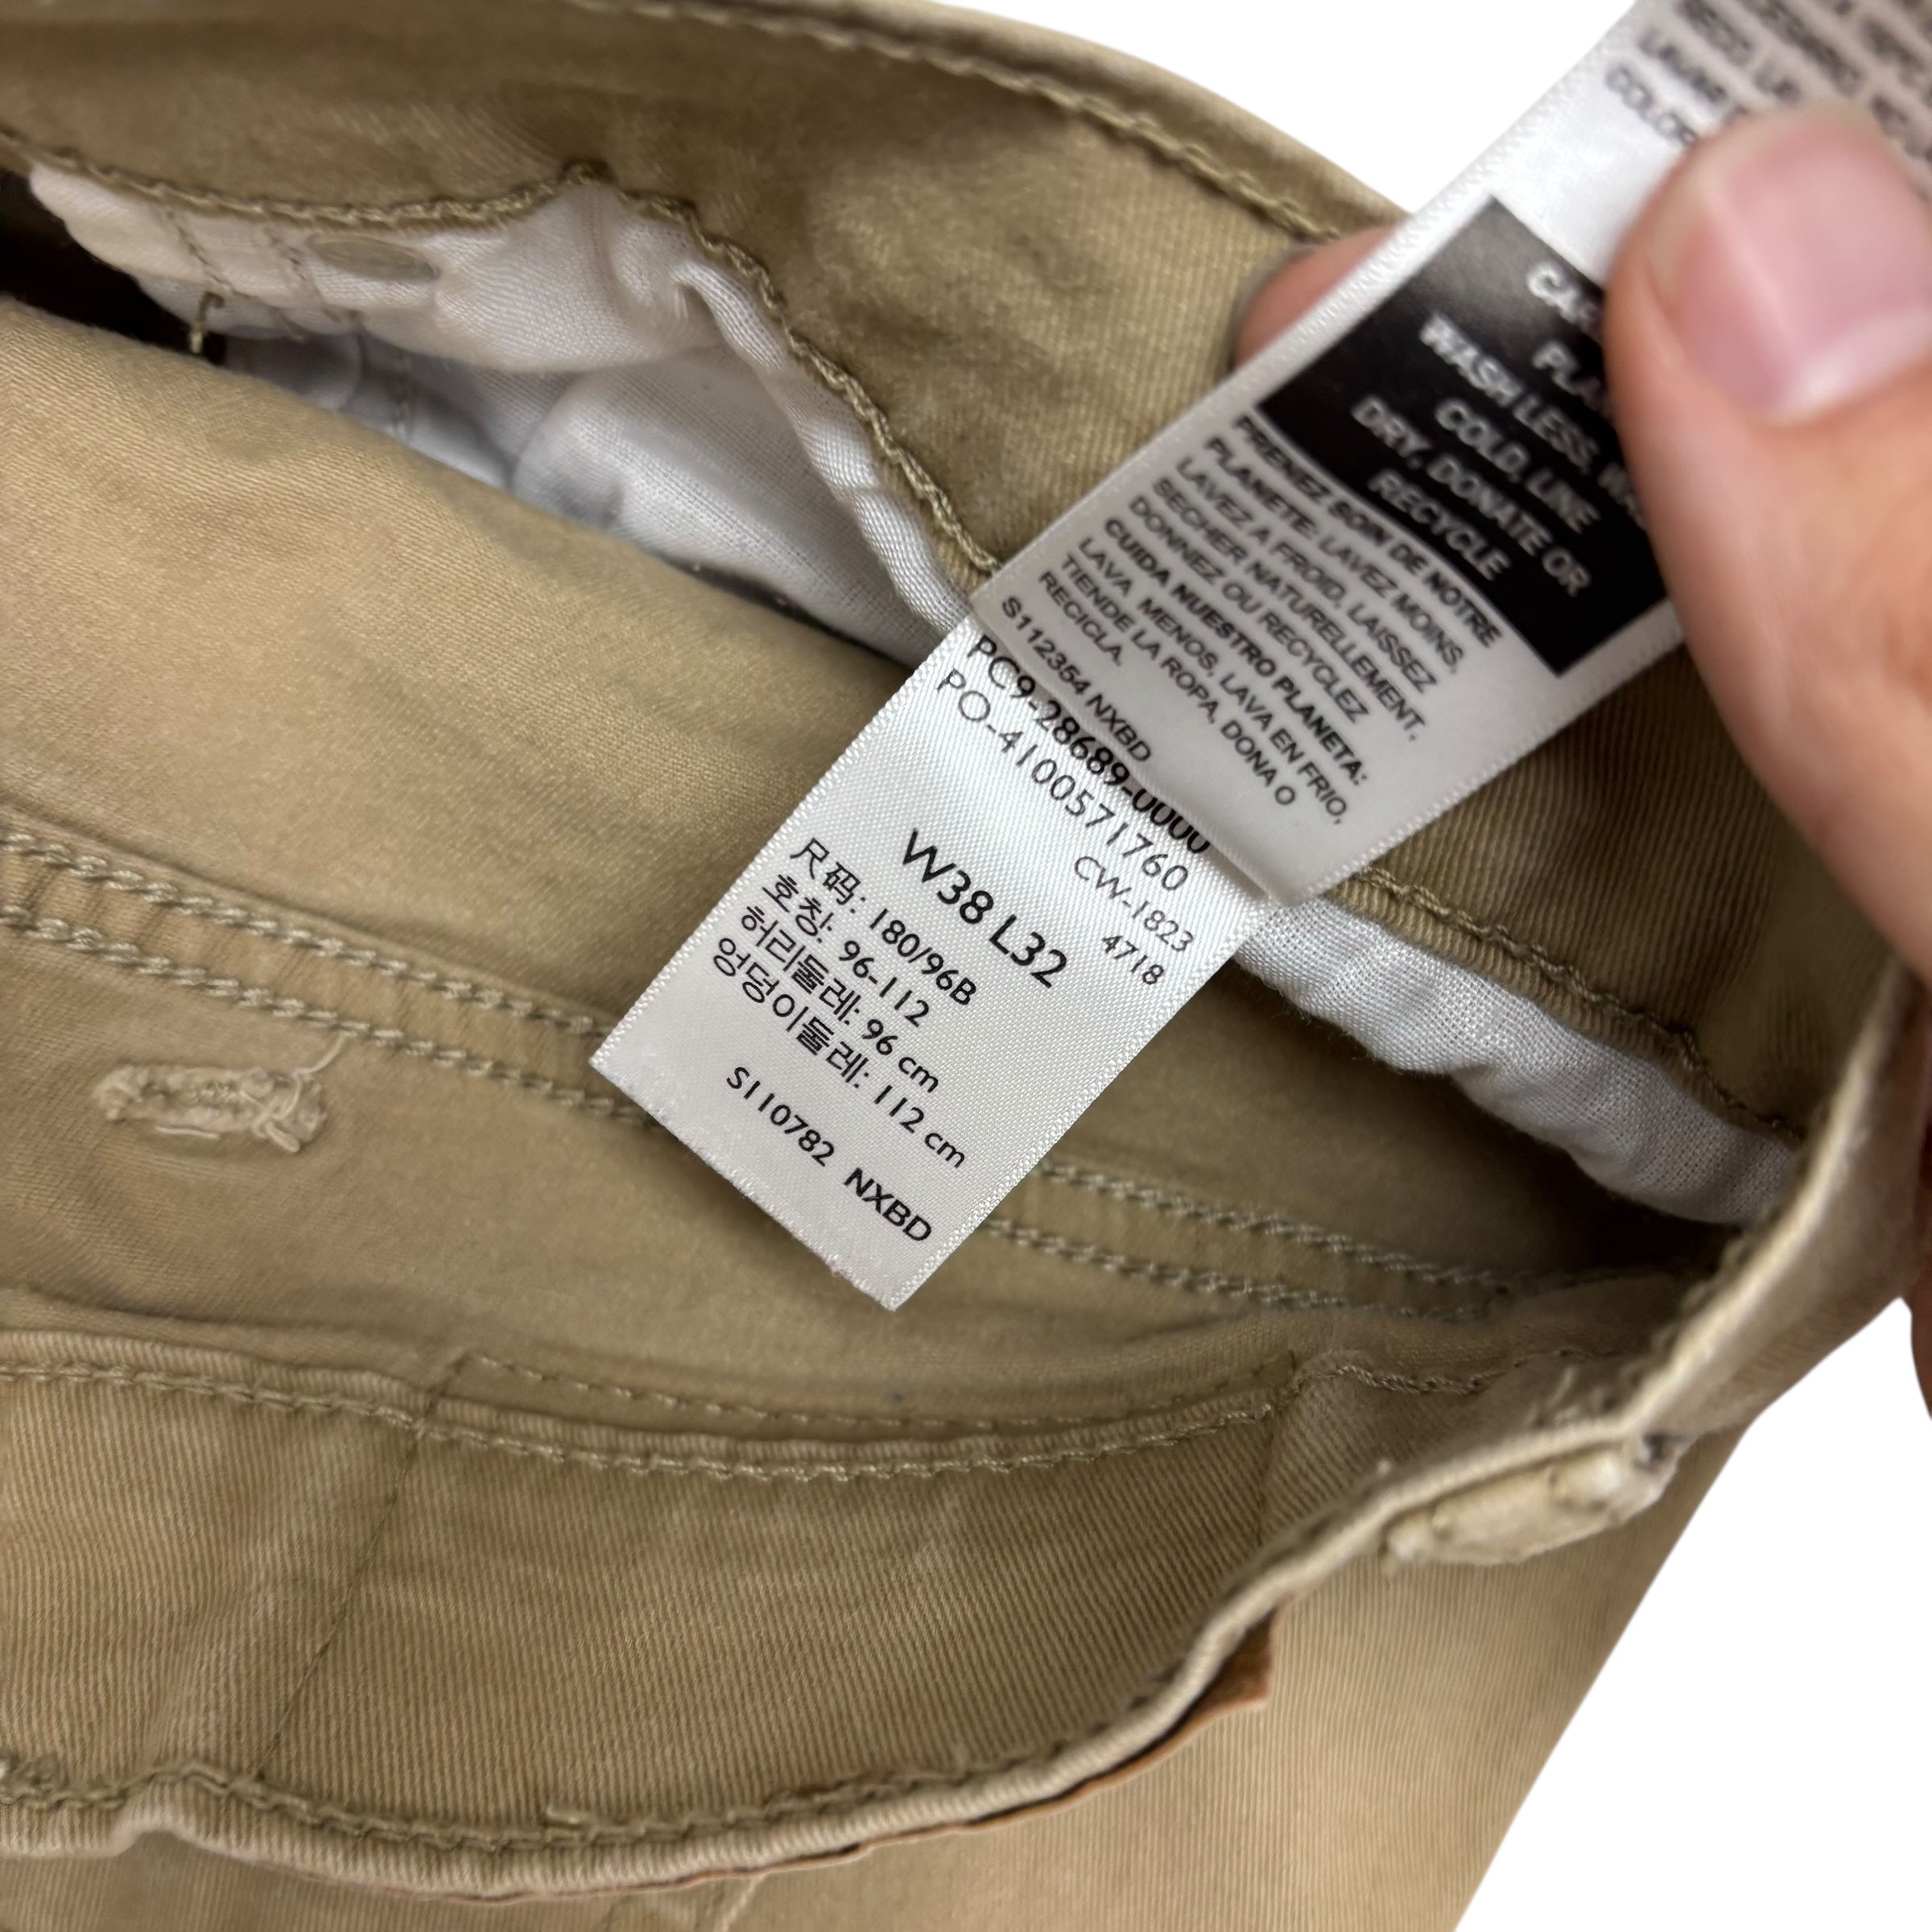 WASH LESS,
COLD, LINE
DRY, DONATE OR
RECYCLE
PRENEZ SOIN DE NOTRE
PLANETE: LAVEZ MOINS,
LAVEZ A FROID, LAISSEZ
SECHER NATURELLEMENT,
DONNEZ OU RECYCLEZ
CUIDA NUESTRO PLANETA:
LAVA MENOS, LAVA EN FRIO,
TIENDE LA ROPA, DONA O
RECICLA.
S112354 NXBD
PC9-28689-0000
PO-4100571760
CW-1823
4718
W38 L32
尺码: 180/96B
호칭: 96-112
허리둘레: 96 cm
엉덩이둘레: 112 cm
S110782 NXBD